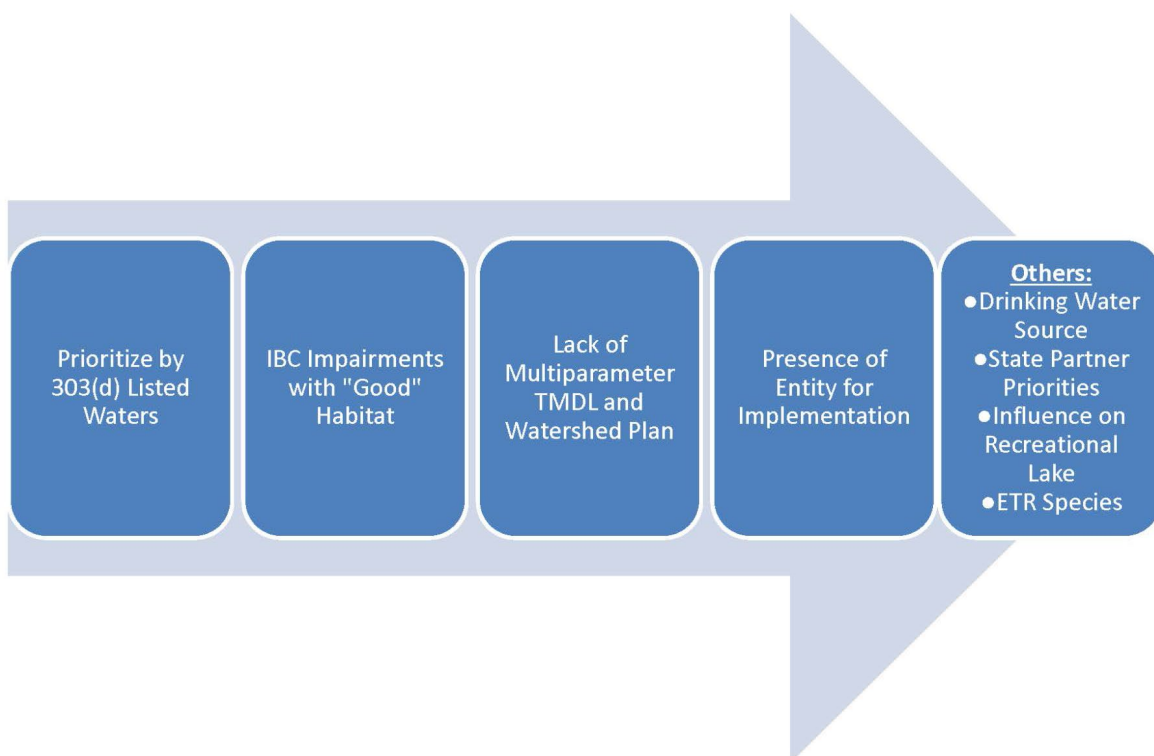 Prioritize by
303(d) Listed
Waters
IBC Impairments
with "Good"
Habitat
Lack of
Multiparameter
TMDL and
Watershed Plan
Presence of
Entity for
Implementation
Others:
●Drinking Water
Source
●State Partner
Priorities
●Influence on
Recreational
Lake
●ETR Species